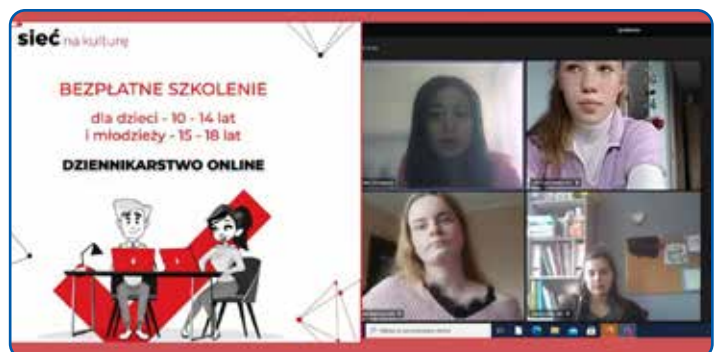 sieć na kulturę
BEZPŁATNE SZKOLENIE
dla dzieci - 10 - 14 lat
i młodzieży - 15 - 18 lat
DZIENNIKARSTWO ONLINE